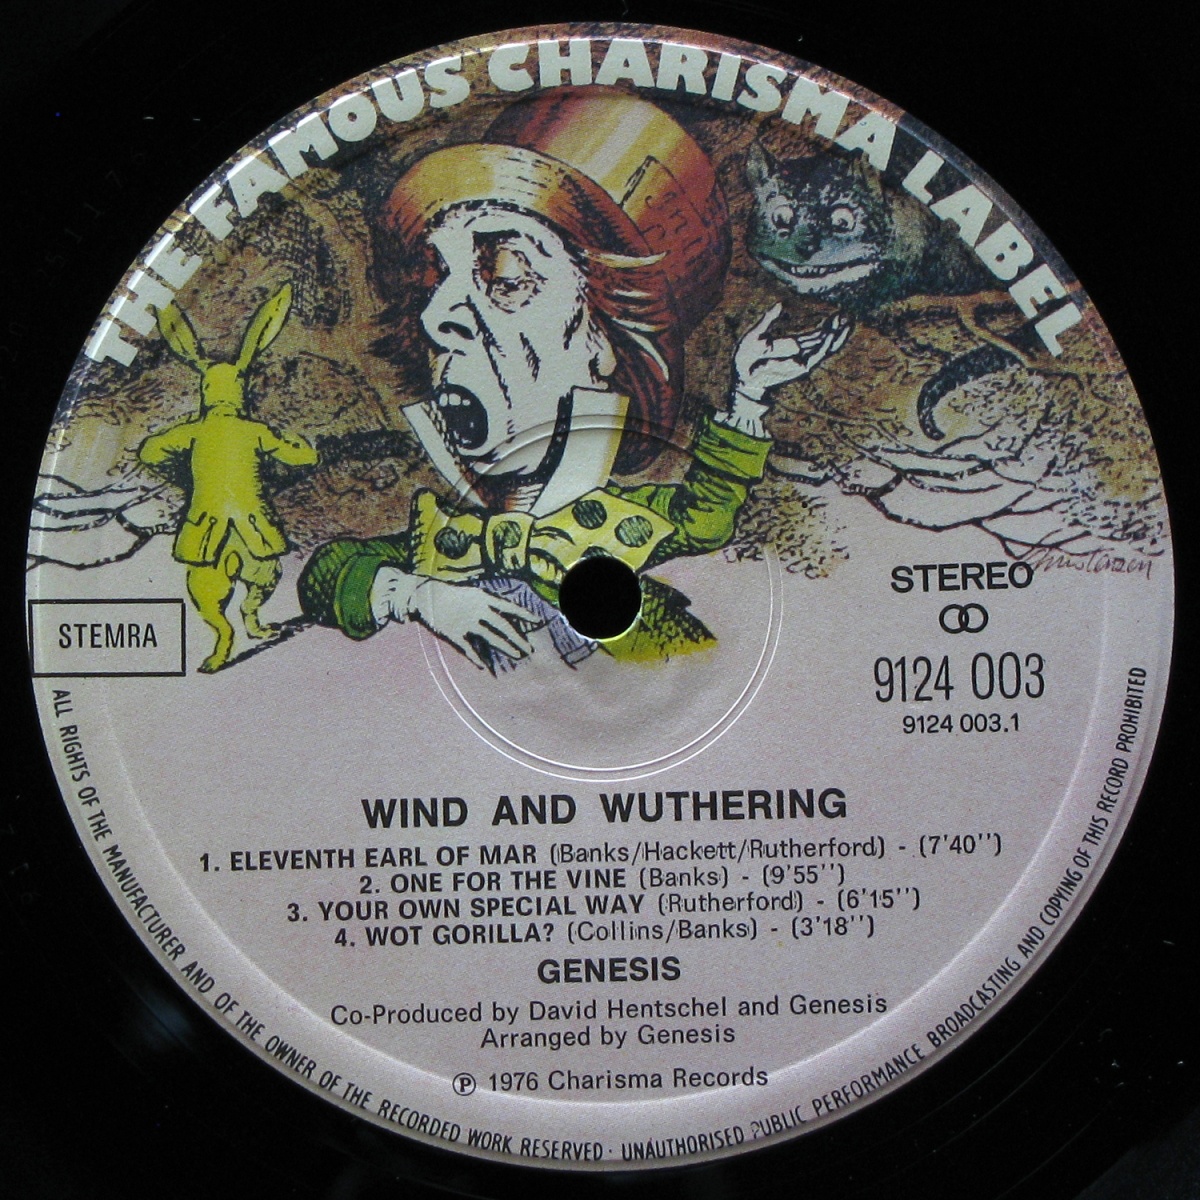 THE FAMOUS CHARISMA LABEL
STEREO
STEMRA
9124 003
9124 003.1
WIND AND WUTHERING
1. ELEVENTH EARL OF MAR (Banks/Hackett/Rutherford) - (7'40'')
2. ONE FOR THE VINE (Banks) - (9'55'')
3. YOUR OWN SPECIAL WAY (Rutherford) - (6'15'')
4. WOT GORILLA? (Collins/Banks) - (3'18'')
GENESIS
Co-Produced by David Hentschel and Genesis
Arranged by Genesis
Ⓟ 1976 Charisma Records
ALL RIGHTS OF THE MANUFACTURER AND OF THE OWNER OF THE RECORDED WORK RESERVED · UNAUTHORISED PUBLIC PERFORMANCE BROADCASTING AND COPYING OF THIS RECORD PROHIBITED